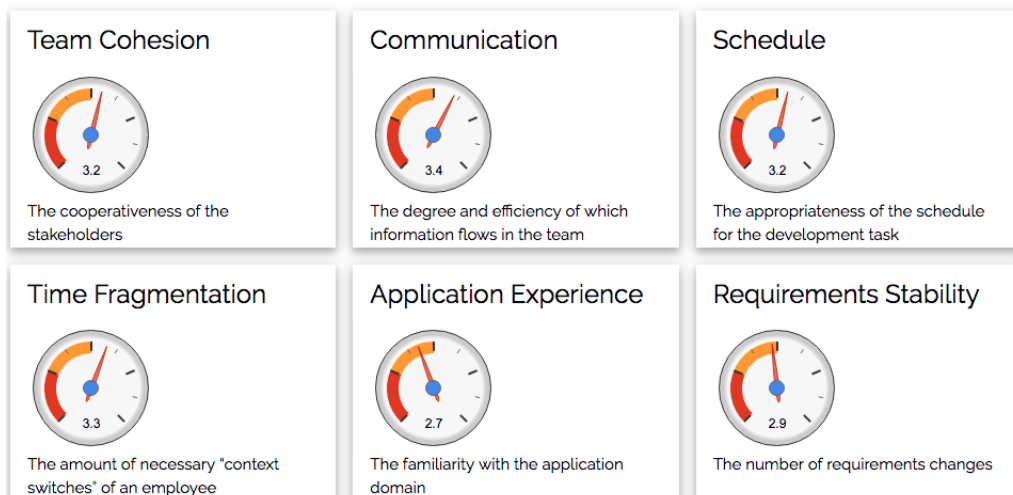 Team Cohesion
3.2
The cooperativeness of the
stakeholders
Communication
3.4
The degree and efficiency of which
information flows in the team
Schedule
3.2
The appropriateness of the schedule
for the development task
Time Fragmentation
3.3
The amount of necessary "context
switches" of an employee
Application Experience
2.7
The familiarity with the application
domain
Requirements Stability
2.9
The number of requirements changes